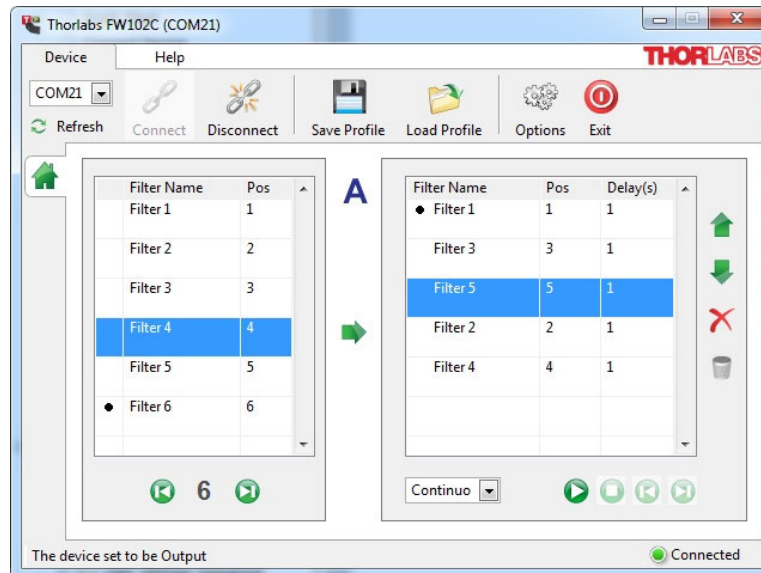 Thorlabs FW102C (COM21)
Device Help
THORLABS
COM21
Refresh Connect Disconnect Save Profile Load Profile Options Exit
A
Filter Name Pos
Filter 1 1
Filter 2 2
Filter 3 3
Filter 4 4
Filter 5 5
Filter 6 6
6
Filter Name Pos Delay(s)
Filter 1 1 1
Filter 3 3 1
Filter 5 5 1
Filter 2 2 1
Filter 4 4 1
Continuo
The device set to be Output
Connected